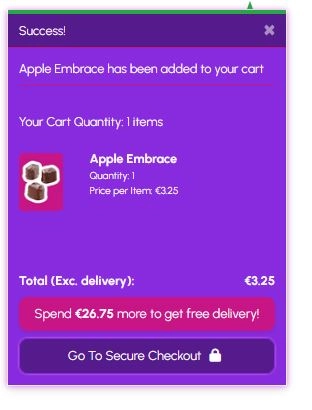 Success!
Apple Embrace has been added to your cart
Your Cart Quantity: 1 items
Apple Embrace
Quantity: 1
Price per Item: €3.25
Total (Exc. delivery): €3.25
Spend €26.75 more to get free delivery!
Go To Secure Checkout